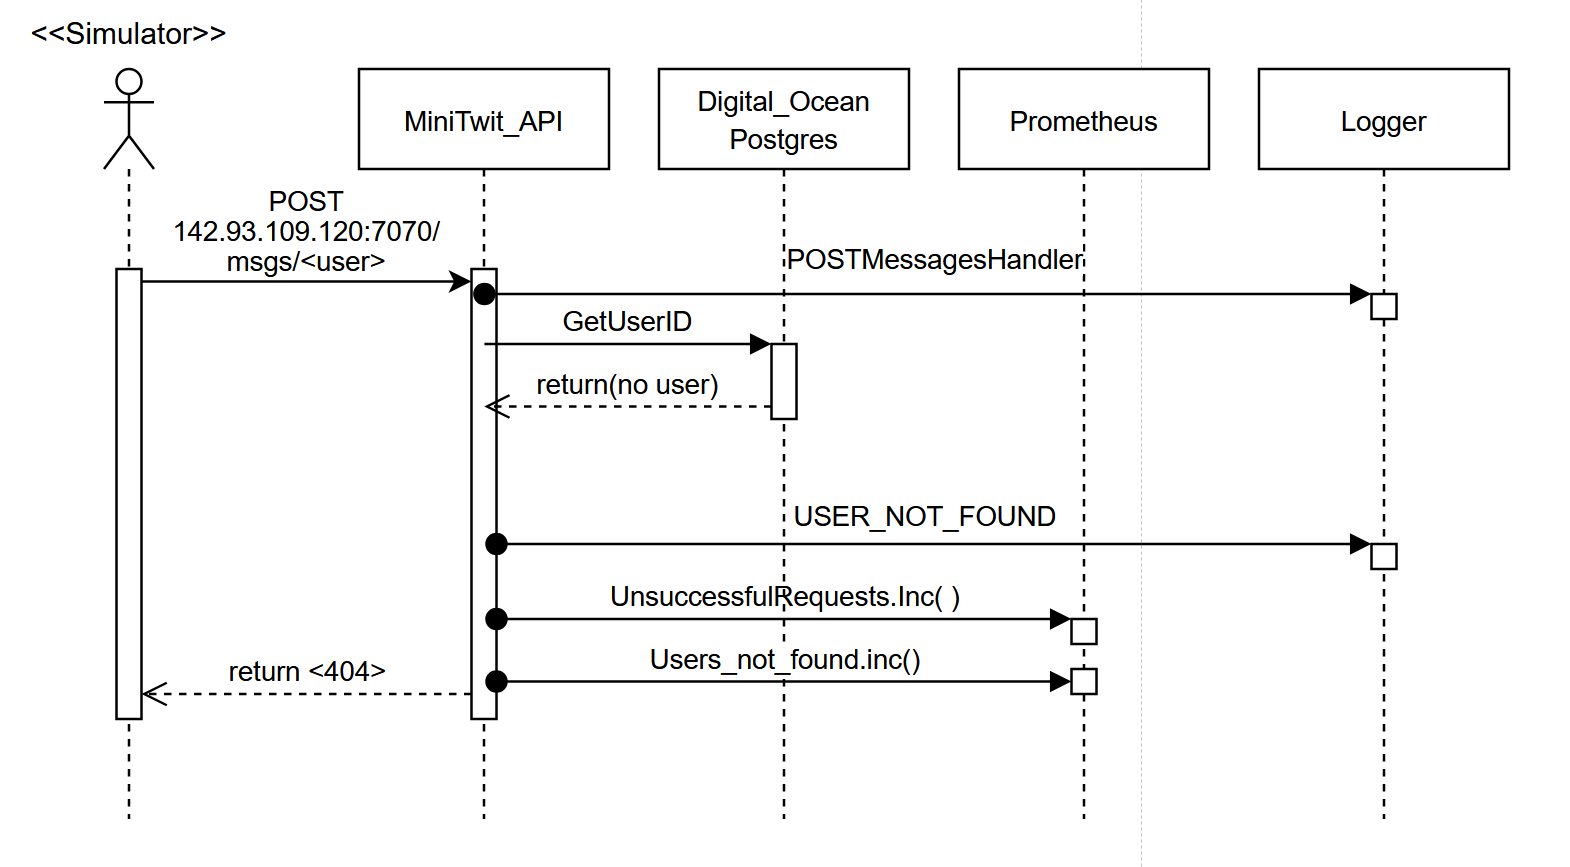 <<Simulator>>
MiniTwit_API
Digital_Ocean
Postgres
Prometheus
Logger
POST
142.93.109.120:7070/
msgs/<user>
POSTMessagesHandler
GetUserID
return(no user)
USER_NOT_FOUND
UnsuccessfulRequests.Inc( )
Users_not_found.inc()
return <404>